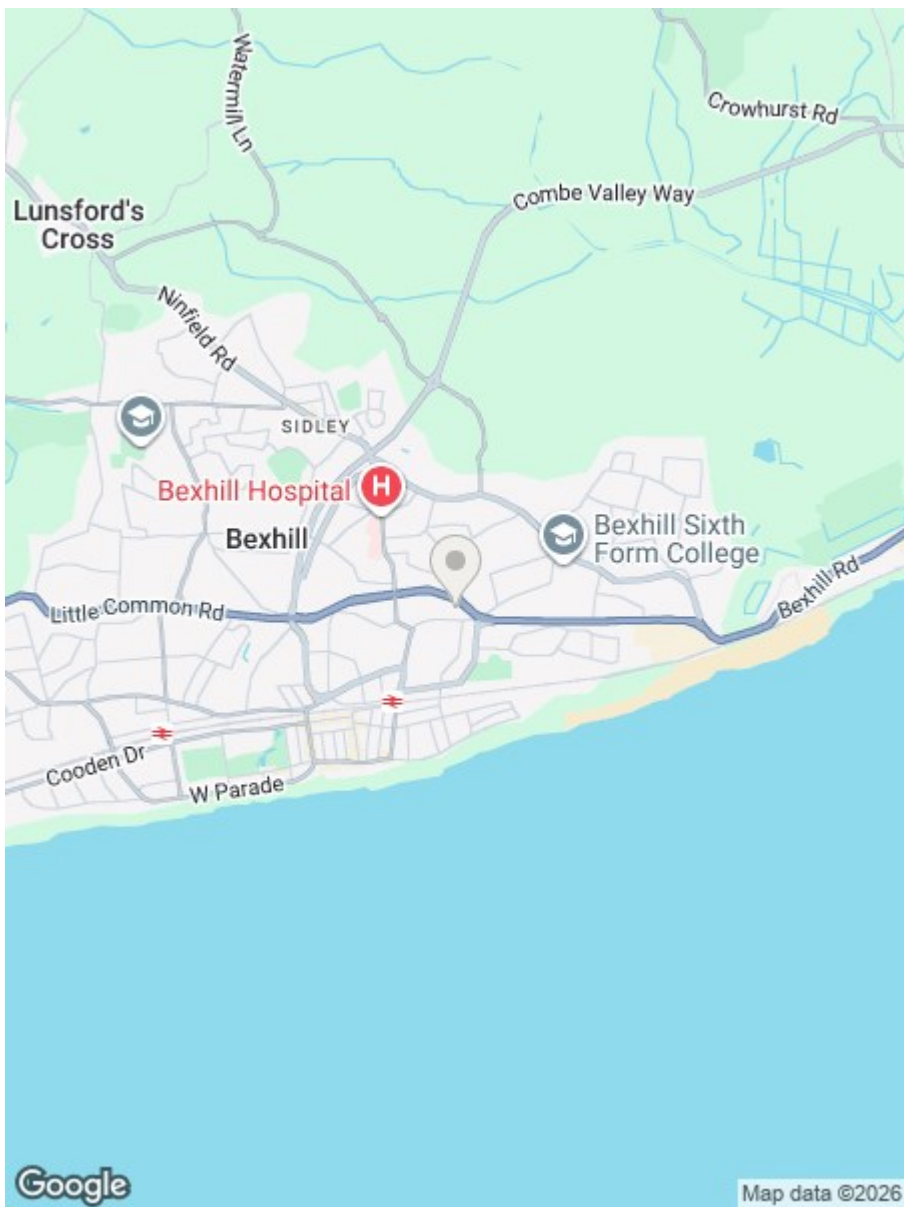 Watermill Ln
Crowhurst Rd
Combe Valley Way
Lunsford's
Cross
Ninfield Rd
SIDLEY
Bexhill Hospital
H
Bexhill
Bexhill Sixth
Form College
Bexhill Rd
Little Common Rd
Cooden Dr
W Parade
Google
Map data ©2026